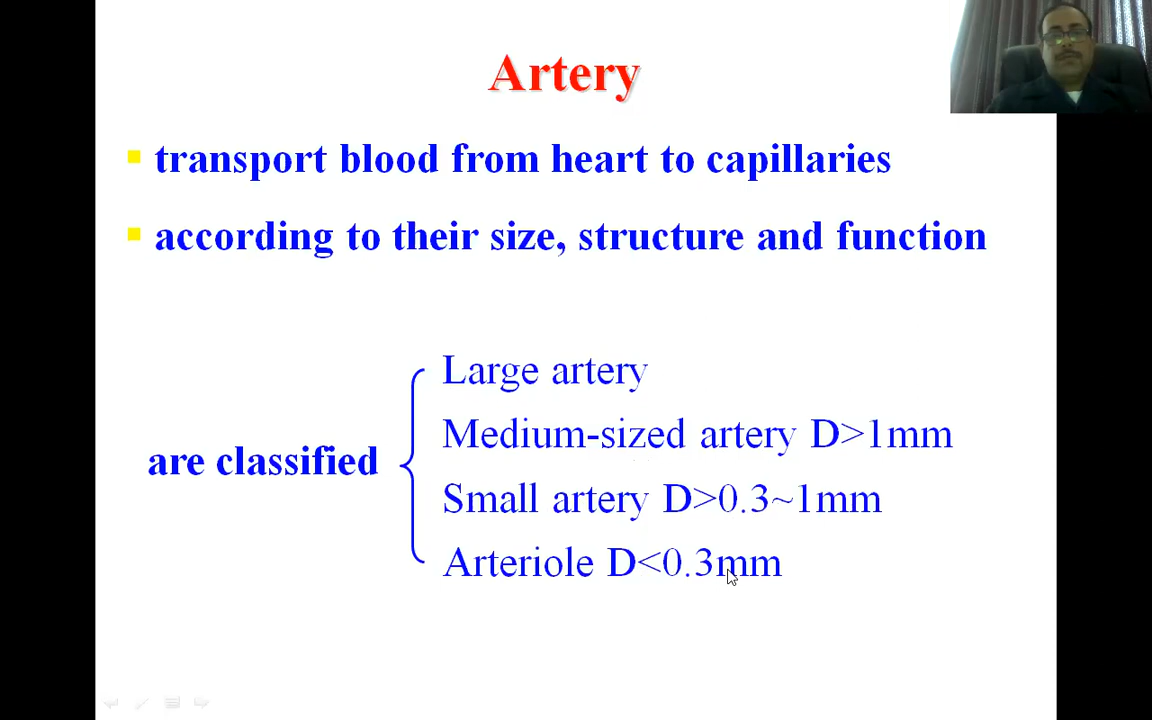 Artery
transport blood from heart to capillaries
according to their size, structure and function
are classified
Large artery
Medium-sized artery D>1mm
Small artery D>0.3~1mm
Arteriole D<0.3mm